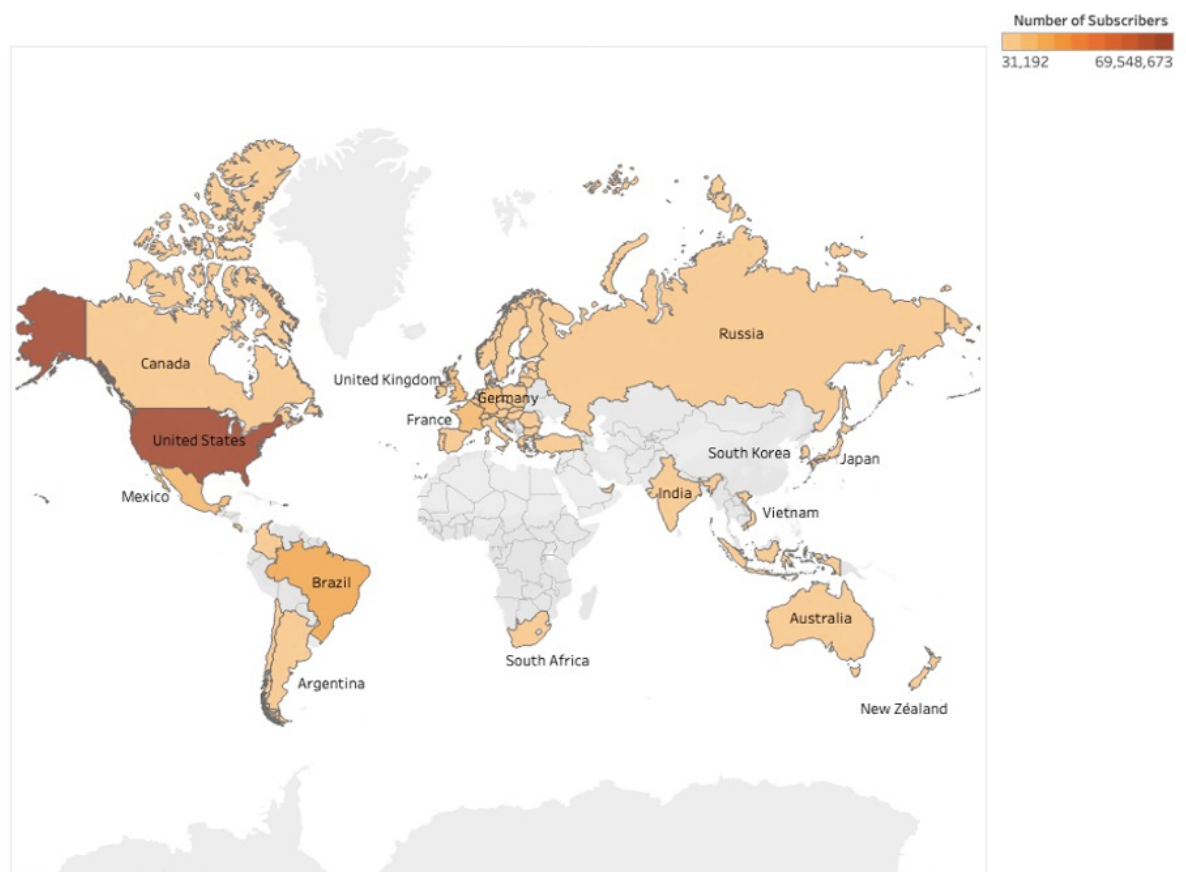 Number of Subscribers
31,192 69,548,673
Canada
Russia
United Kingdom
Germany
France
United States
South Korea
Japan
Mexico
India
Vietnam
Brazil
Australia
South Africa
Argentina
New Zéaland